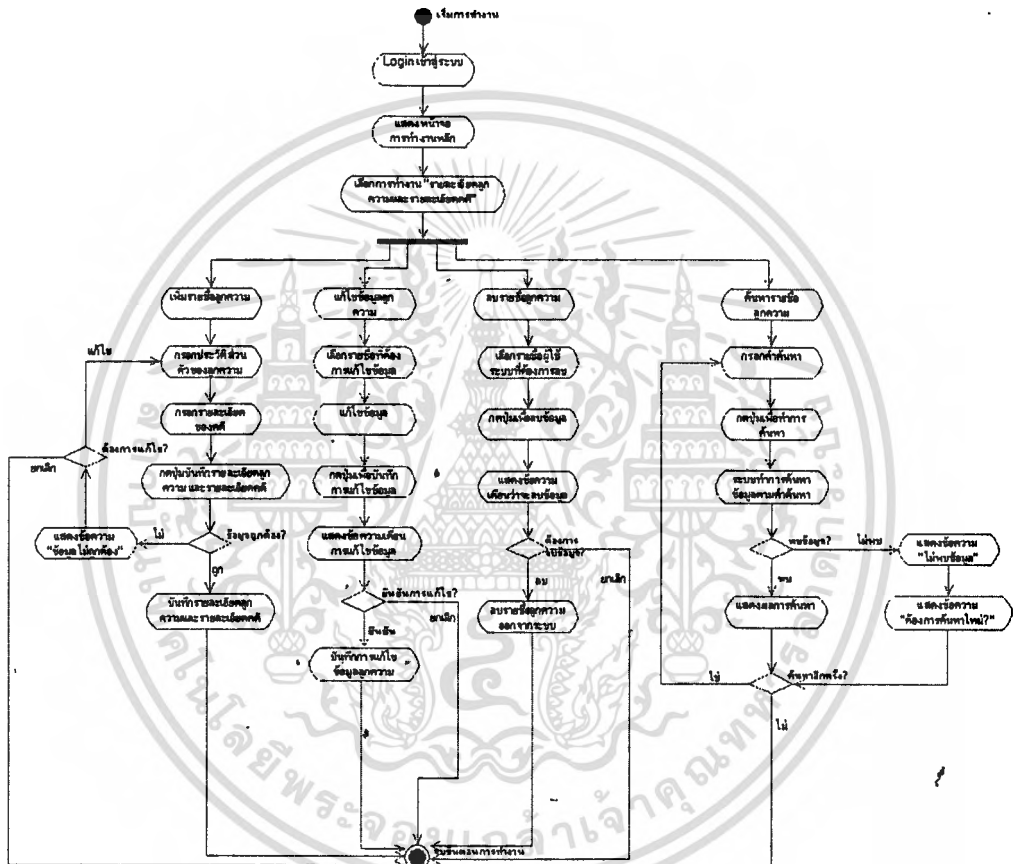 เริ่มการทำงาน
Login เข้าสู่ระบบ
แสดงหน้าจอ
การทำงานหลัก
เลือกการทำงาน "รายละเอียดลูก
ความและรายละเอียดคดี"
เพิ่มรายชื่อลูกความ
กรอกประวัติส่วน
ตัวของลูกความ
กรอกรายละเอียด
ของคดี
กดปุ่มบันทึกรายละเอียดลูก
ความ และรายละเอียดคดี
ข้อมูลถูกต้อง?
ไม่
ถูก
แสดงข้อความ
"ข้อมูลไม่ถูกต้อง"
ต้องการแก้ไข?
แก้ไข
ยกเลิก
บันทึกรายละเอียดลูก
ความและรายละเอียดคดี
แก้ไขข้อมูลลูก
ความ
เลือกรายชื่อที่ต้อง
การแก้ไขข้อมูล
แก้ไขข้อมูล
กดปุ่มเพื่อบันทึก
การแก้ไขข้อมูล
แสดงข้อความเตือน
การแก้ไขข้อมูล
ยืนยันการแก้ไข?
ยกเลิก
ยืนยัน
บันทึกการแก้ไข
ข้อมูลลูกความ
ลบรายชื่อลูกความ
เลือกรายชื่อผู้ใช้
ระบบที่ต้องการลบ
กดปุ่มเพื่อลบข้อมูล
แสดงข้อความ
เตือนว่าจะลบข้อมูล
ต้องการ
ลบข้อมูล?
ยกเลิก
ลบ
ลบรายชื่อลูกความ
ออกจากระบบ
ค้นหารายชื่อ
ลูกความ
กรอกคำค้นหา
กดปุ่มเพื่อทำการ
ค้นหา
ระบบทำการค้นหา
ข้อมูลตามคำค้นหา
พบข้อมูล?
ไม่พบ
พบ
แสดงข้อความ
"ไม่พบข้อมูล"
แสดงข้อความ
"ต้องการค้นหาใหม่?"
แสดงผลการค้นหา
ค้นหาอีกครั้ง?
ใช่
ไม่
จบขั้นตอนการทำงาน